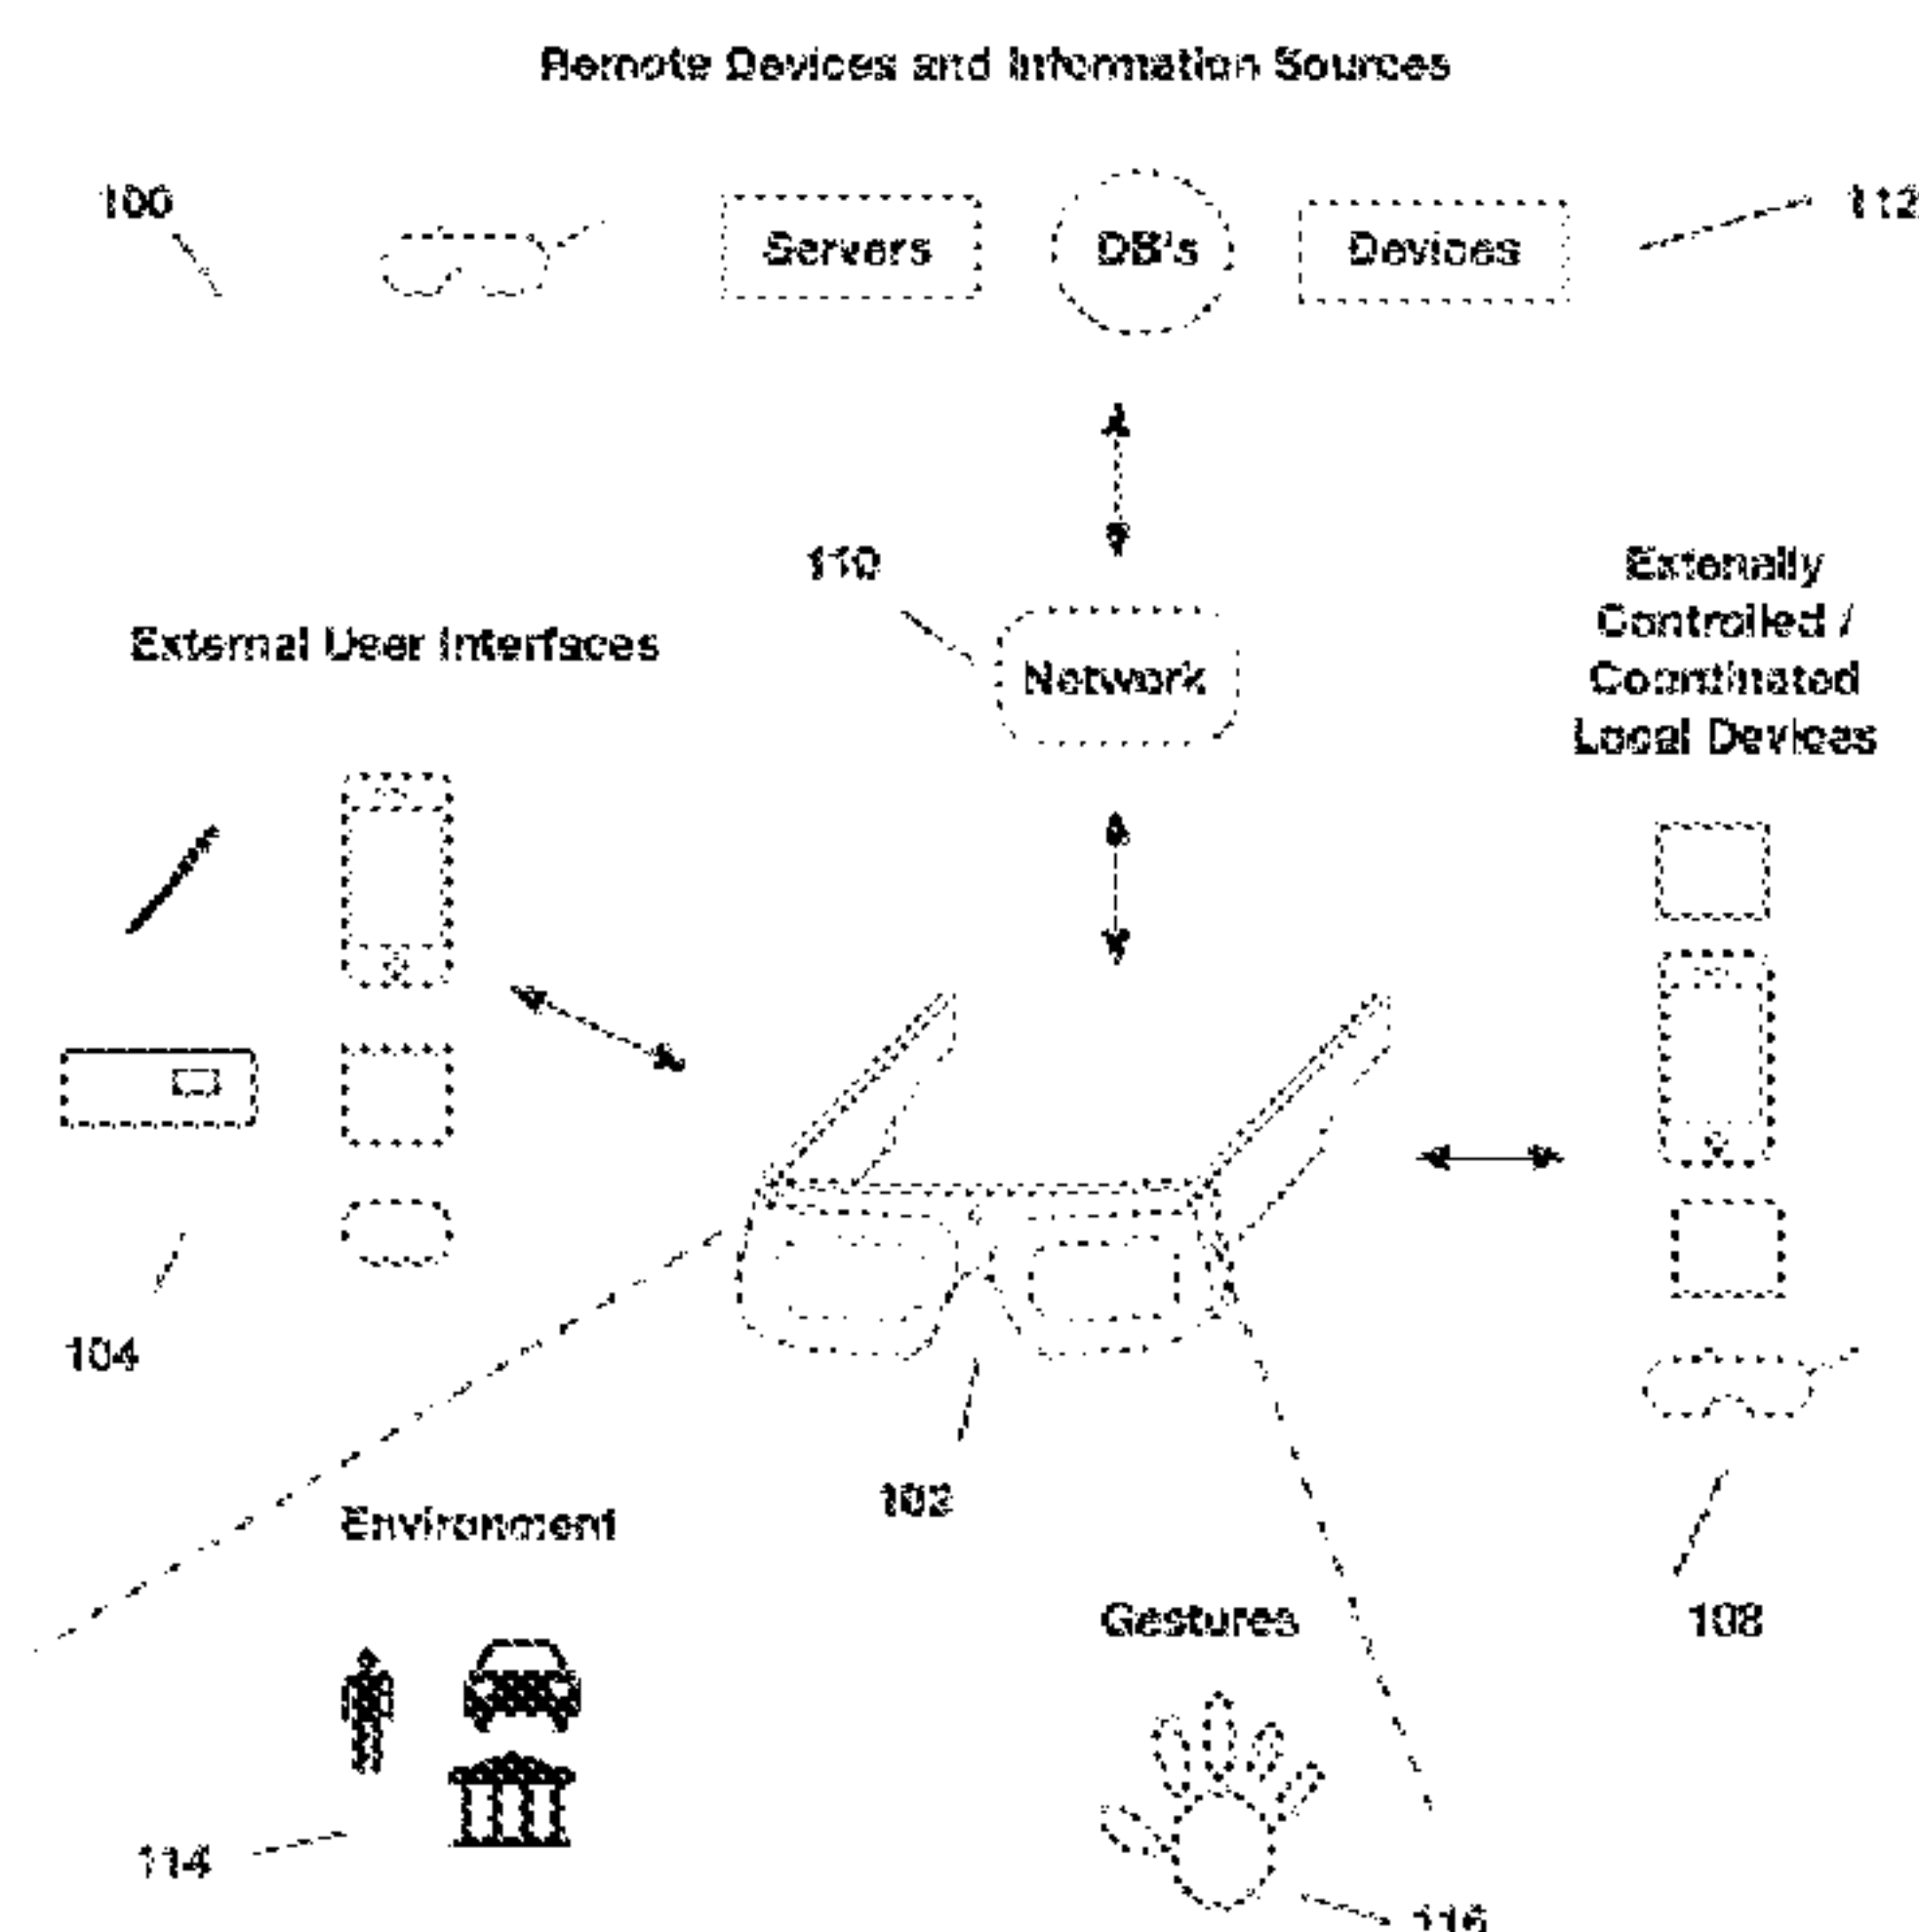 Remote Devices and Information Sources
100
Servers
DB's
Devices
112
110
Network
External User Interfaces
Extenally
Controlled /
Coordinated
Local Devices
104
102
Environment
Gestures
108
114
116